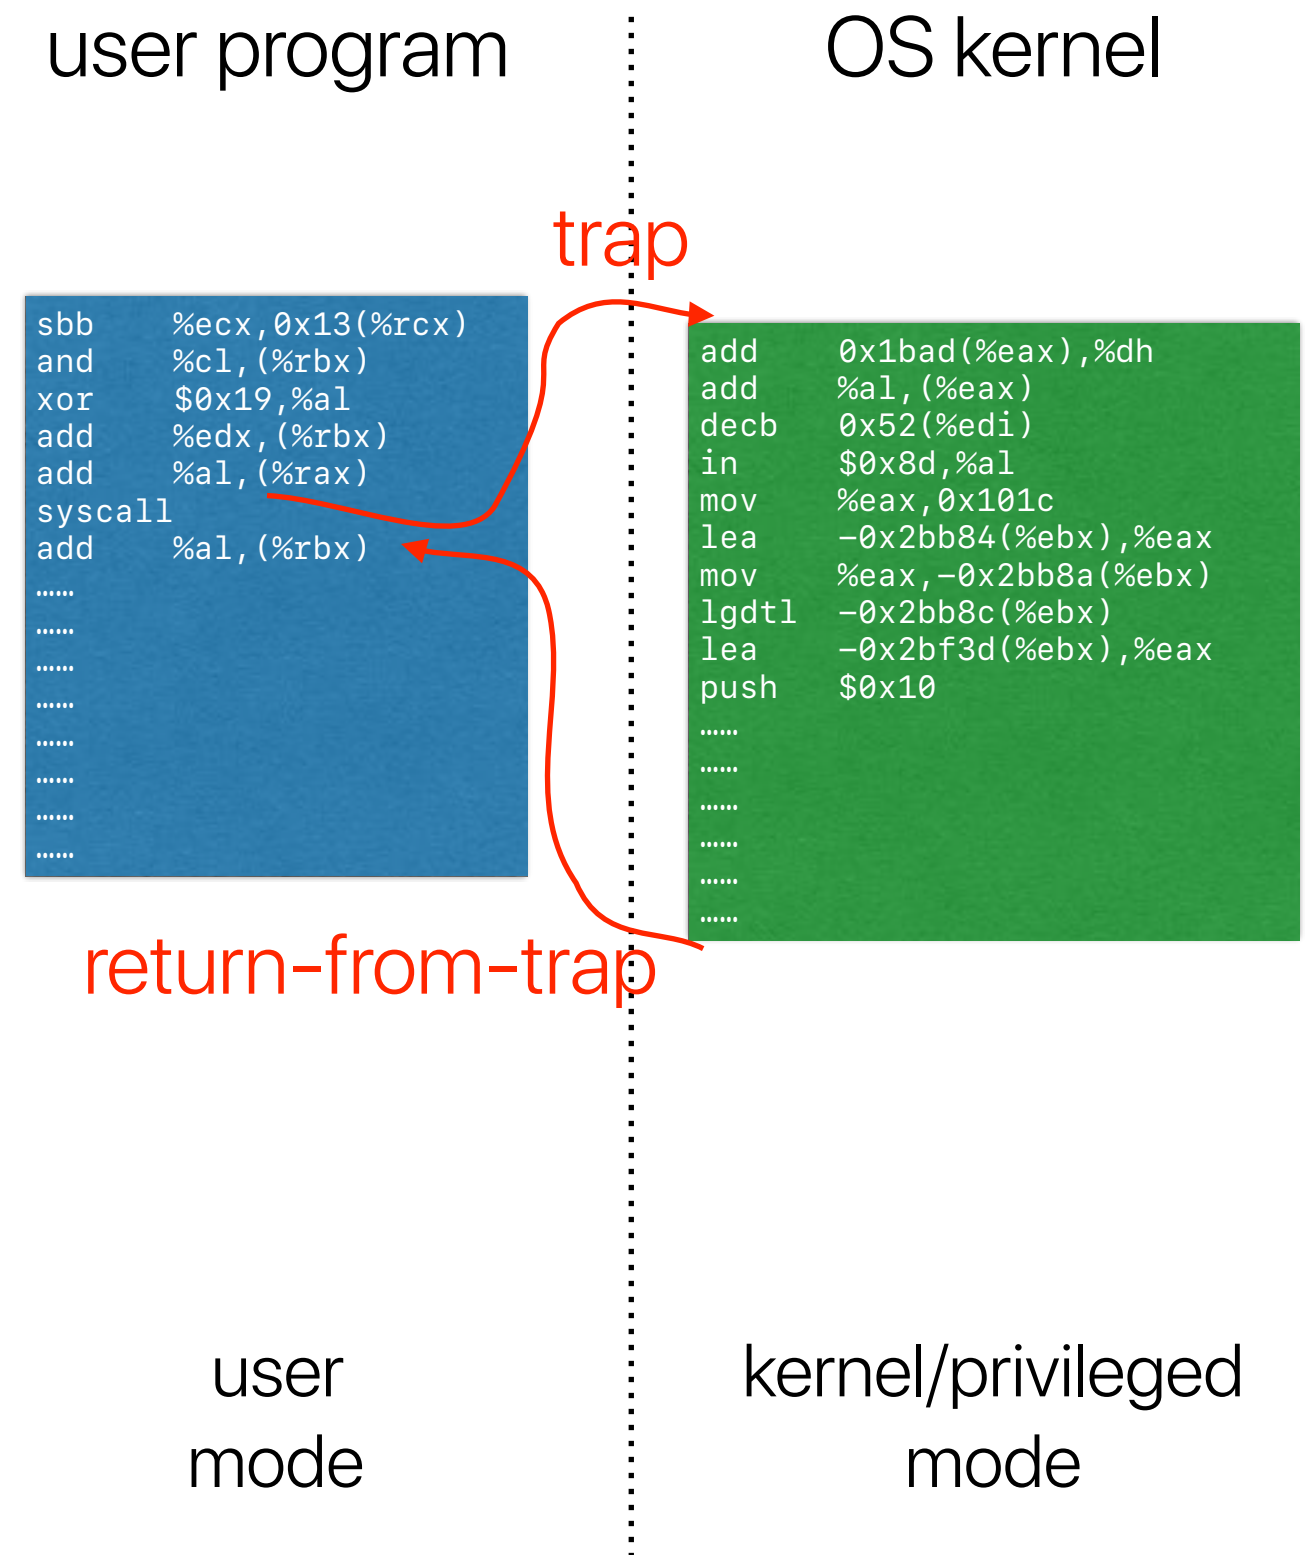 user program
OS kernel
trap
sbb %ecx,0x13(%rcx)
and %cl,(%rbx)
xor $0x19,%al
add %edx,(%rbx)
add %al,(%rax)
syscall
add %al,(%rbx)
……
……
……
……
……
……
……
……
add 0x1bad(%eax),%dh
add %al,(%eax)
decb 0x52(%edi)
in $0x8d,%al
mov %eax,0x101c
lea -0x2bb84(%ebx),%eax
mov %eax,-0x2bb8a(%ebx)
lgdtl -0x2bb8c(%ebx)
lea -0x2bf3d(%ebx),%eax
push $0x10
……
……
……
……
……
……
return-from-trap
user
mode
kernel/privileged
mode